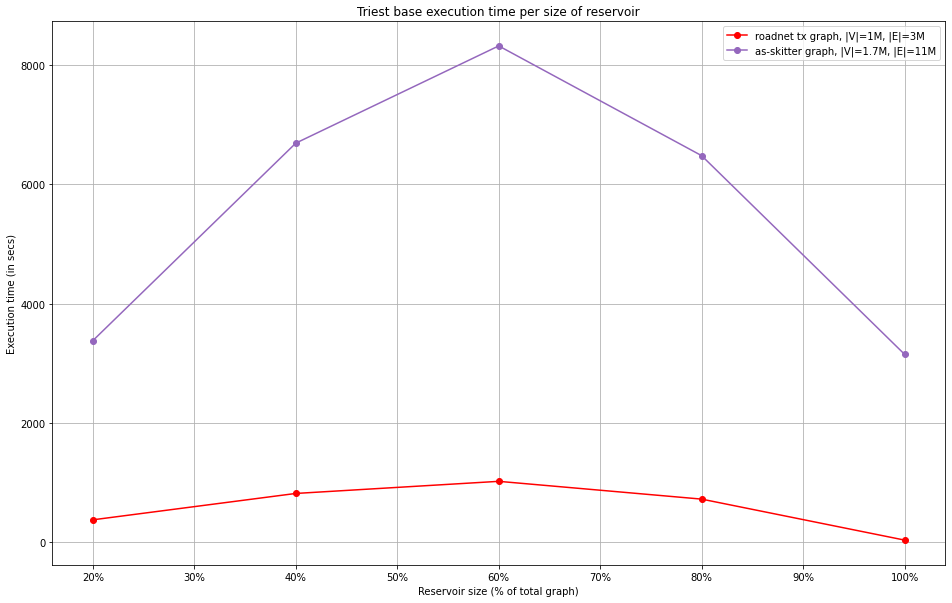 Triest base execution time per size of reservoir
roadnet tx graph, |V|=1M, |E|=3M
as-skitter graph, |V|=1.7M, |E|=11M
Execution time (in secs)
8000
6000
4000
2000
0
20%
30%
40%
50%
60%
70%
80%
90%
100%
Reservoir size (% of total graph)